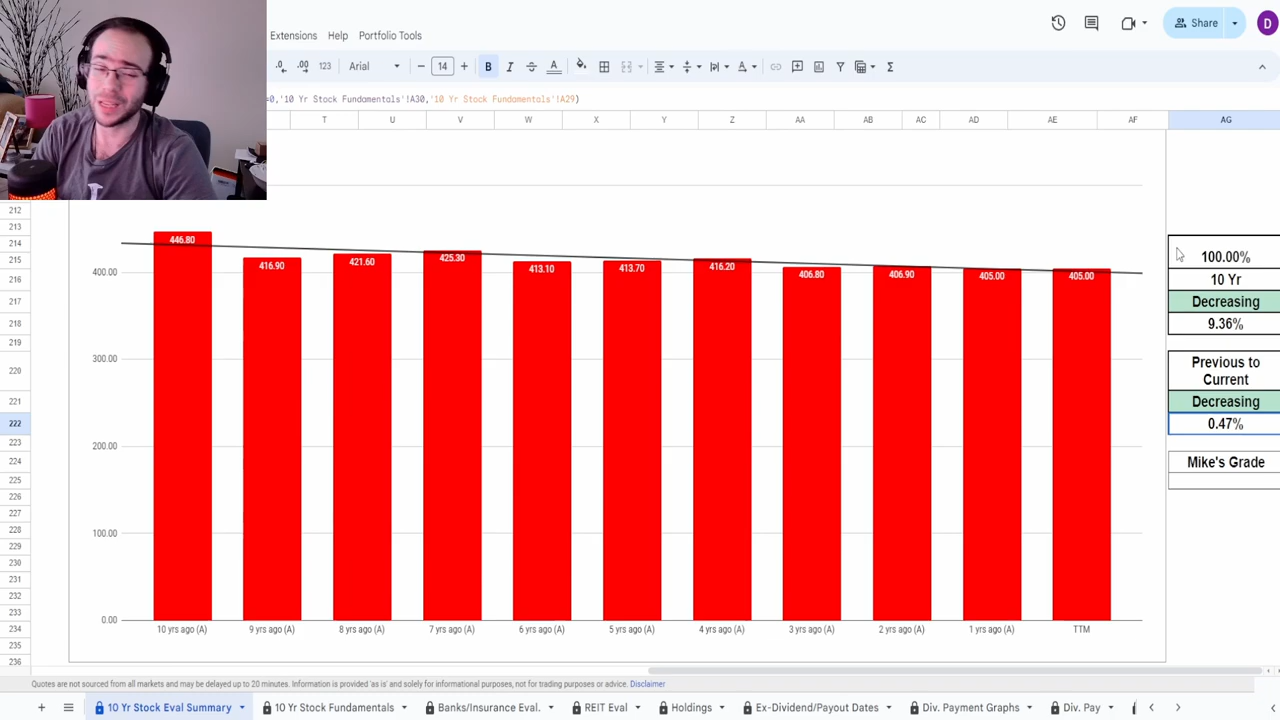 Share
D
Extensions Help Portfolio Tools
.0 .00 123 Arial 14 B I A Σ
=0,'10 Yr Stock Fundamentals'!A30,'10 Yr Stock Fundamentals'!A29)
T U V W X Y Z AA AB AC AD AE AF AG
212
213
214
215
216
217
218
219
220
221
222
223
224
225
226
227
228
229
230
231
232
233
234
235
236
446.80 416.90 421.60 425.30 413.10 413.70 416.20 406.80 406.90 405.00 405.00
400.00
300.00
200.00
100.00
0.00
10 yrs ago (A) 9 yrs ago (A) 8 yrs ago (A) 7 yrs ago (A) 6 yrs ago (A) 5 yrs ago (A) 4 yrs ago (A) 3 yrs ago (A) 2 yrs ago (A) 1 yrs ago (A) TTM
100.00%
10 Yr
Decreasing
9.36%
Previous to
Current
Decreasing
0.47%
Mike's Grade
Quotes are not sourced from all markets and may be delayed up to 20 minutes. Information is provided 'as is' and solely for informational purposes, not for trading purposes or advice. Disclaimer
10 Yr Stock Eval Summary 10 Yr Stock Fundamentals Banks/Insurance Eval. REIT Eval Holdings Ex-Dividend/Payout Dates Div. Payment Graphs Div. Pay